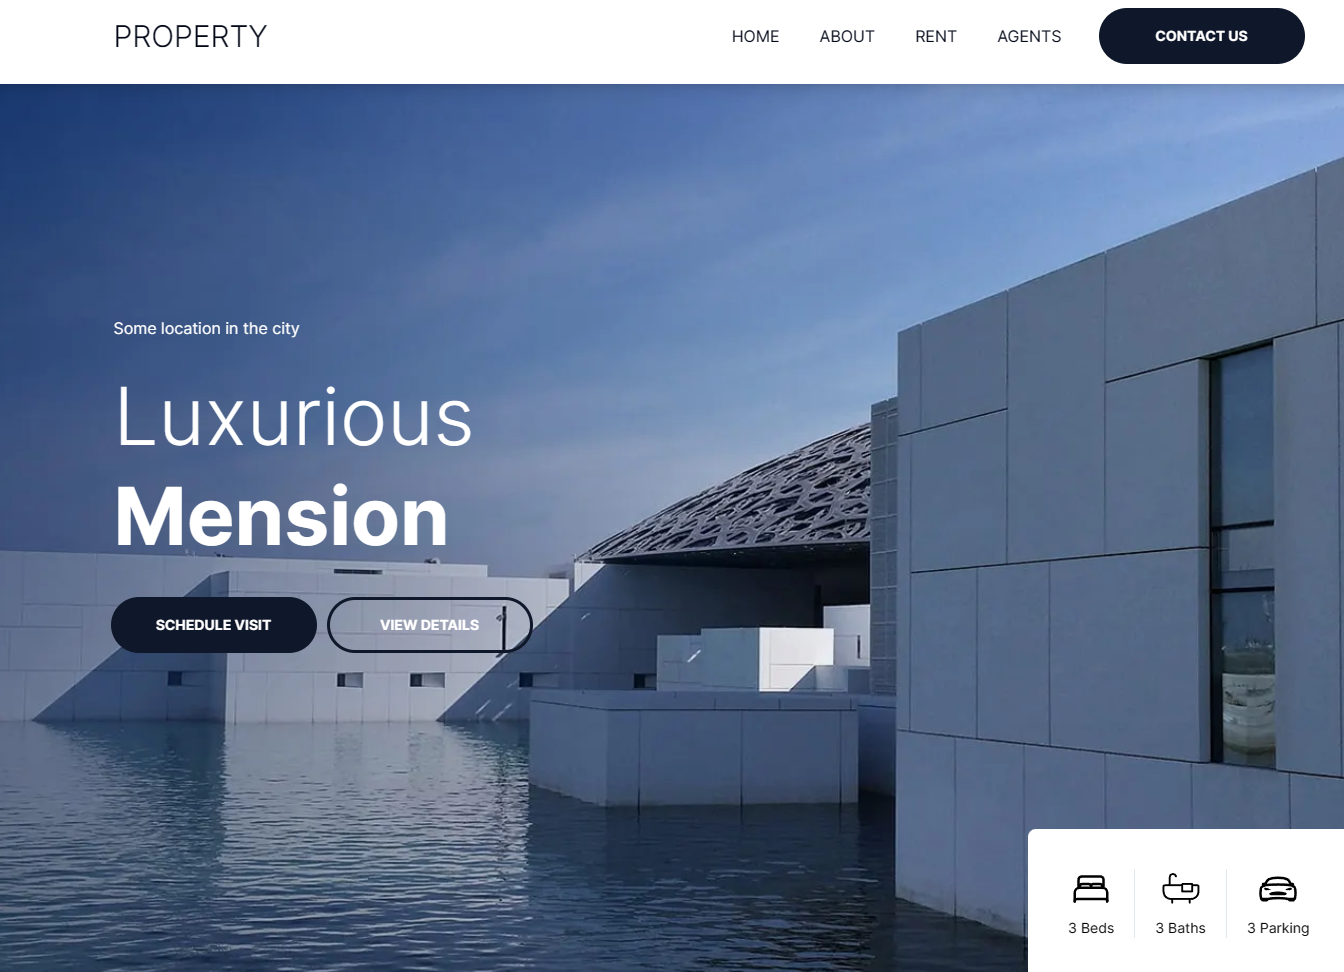 PROPERTY
HOME
ABOUT
RENT
AGENTS
CONTACT US
Some location in the city
Luxurious
Mension
SCHEDULE VISIT
VIEW DETAILS
3 Beds
3 Baths
3 Parking